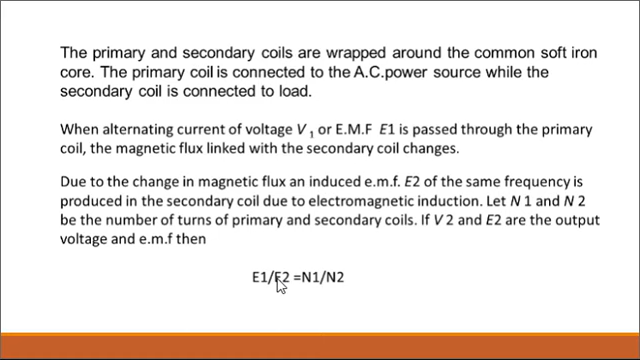 The primary and secondary coils are wrapped around the common soft iron
core. The primary coil is connected to the A.C.power source while the
secondary coil is connected to load.
When alternating current of voltage V 1 or E.M.F E1 is passed through the primary
coil, the magnetic flux linked with the secondary coil changes.
Due to the change in magnetic flux an induced e.m.f. E2 of the same frequency is
produced in the secondary coil due to electromagnetic induction. Let N 1 and N 2
be the number of turns of primary and secondary coils. If V 2 and E2 are the output
voltage and e.m.f then
E1/E2 =N1/N2